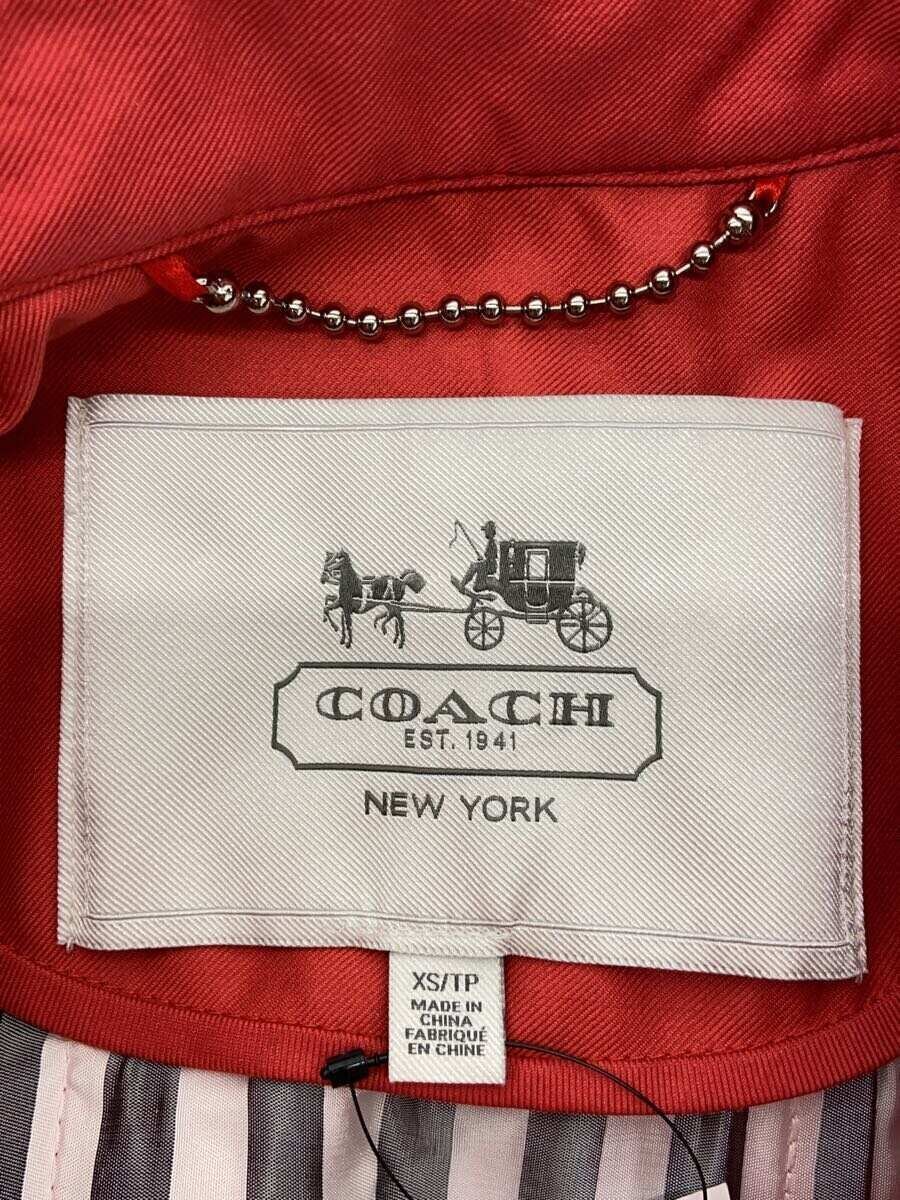 COACH
EST. 1941
NEW YORK
XS/TP
MADE IN
CHINA
FABRIQUÉ
EN CHINE